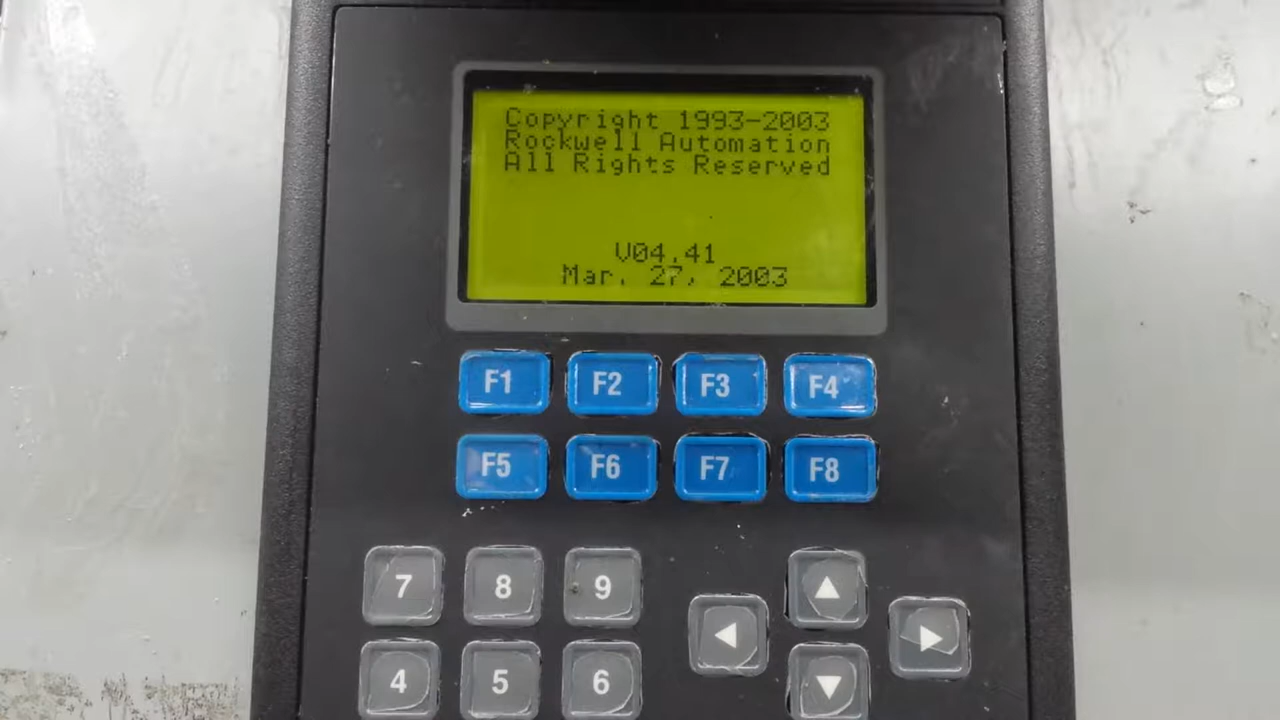 Copyright 1993-2003
Rockwell Automation
All Rights Reserved
V04.41
Mar. 27, 2003
F1 F2 F3 F4
F5 F6 F7 F8
7 8 9
4 5 6